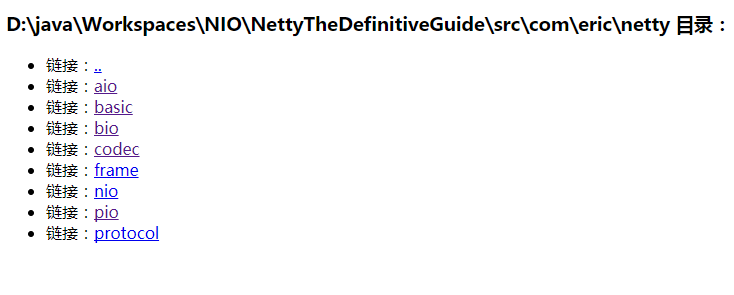 D:\java\Workspaces\NIO\NettyTheDefinitiveGuide\src\com\eric\netty 目录：
链接：..
链接：aio
链接：basic
链接：bio
链接：codec
链接：frame
链接：nio
链接：pio
链接：protocol